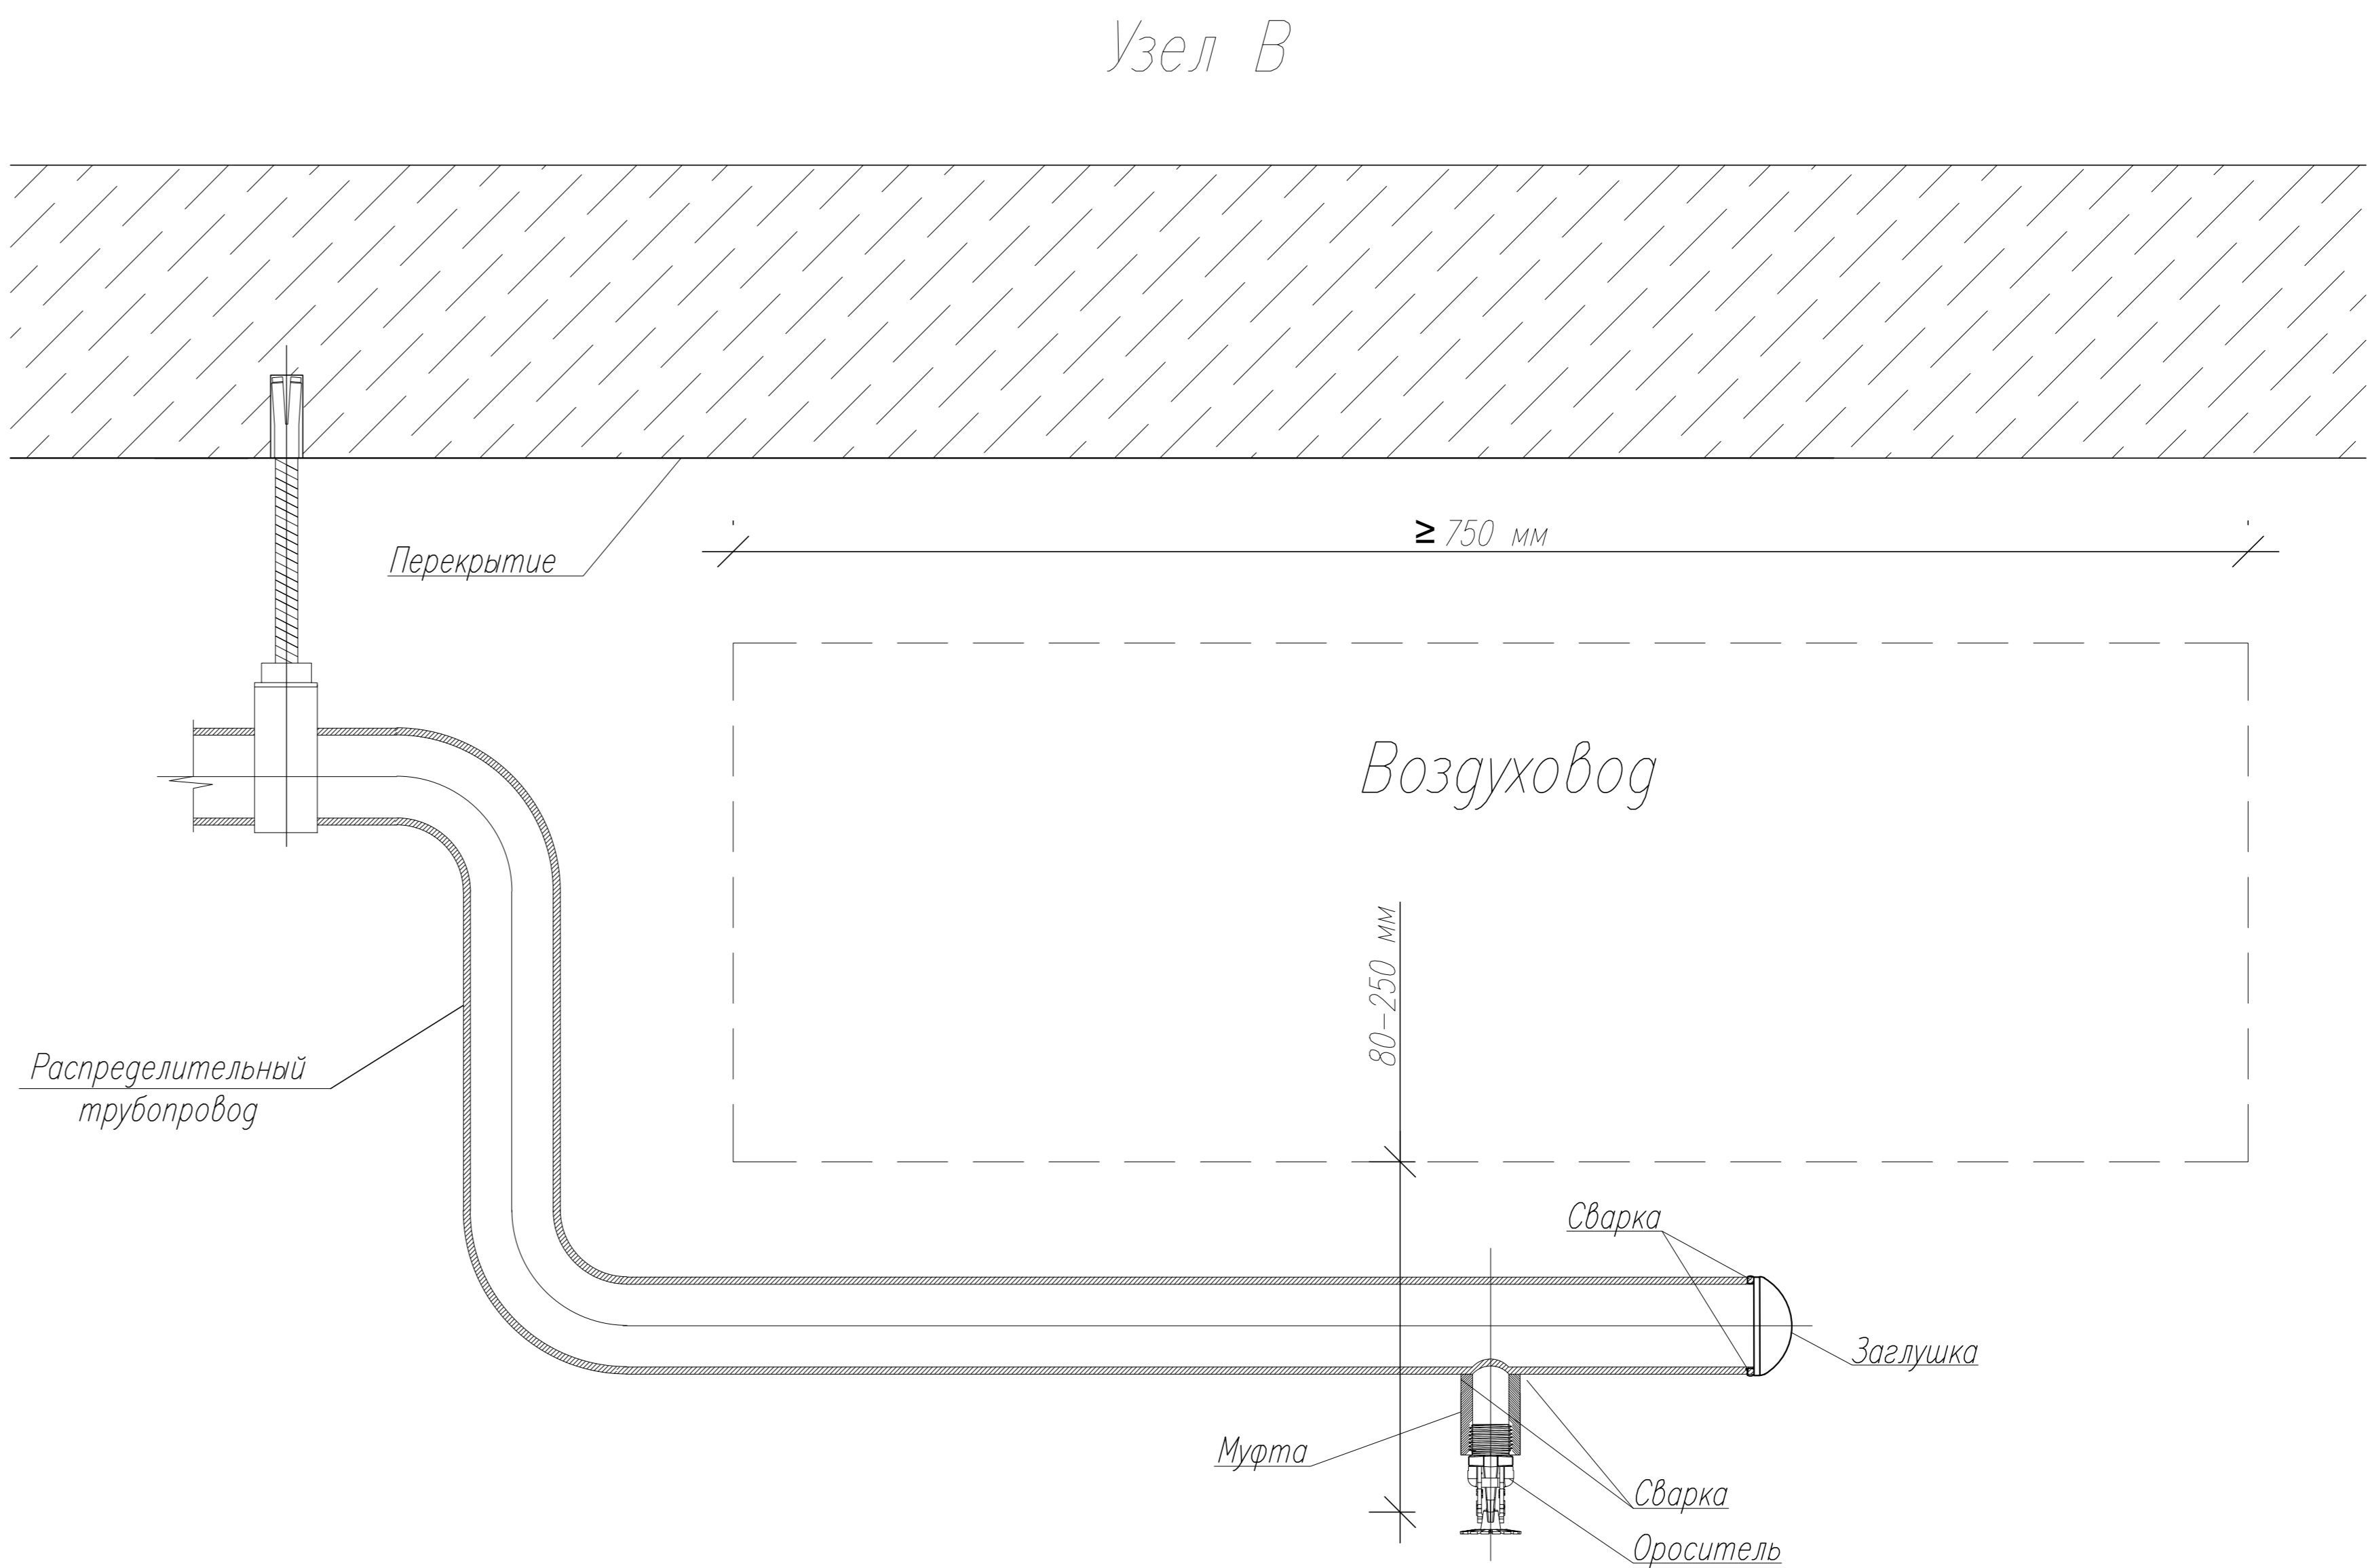 Узел В
≥ 750 мм
Перекрытие
Воздуховод
80-250 мм
Распределительный
трубопровод
Сварка
Заглушка
Муфта
Сварка
Ороситель